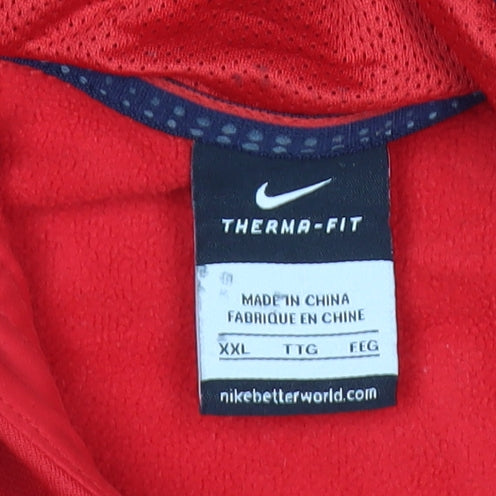 THERMA-FIT
MADE IN CHINA
FABRIQUE EN CHINE
XXL TTG EEG
nikebetterworld.com